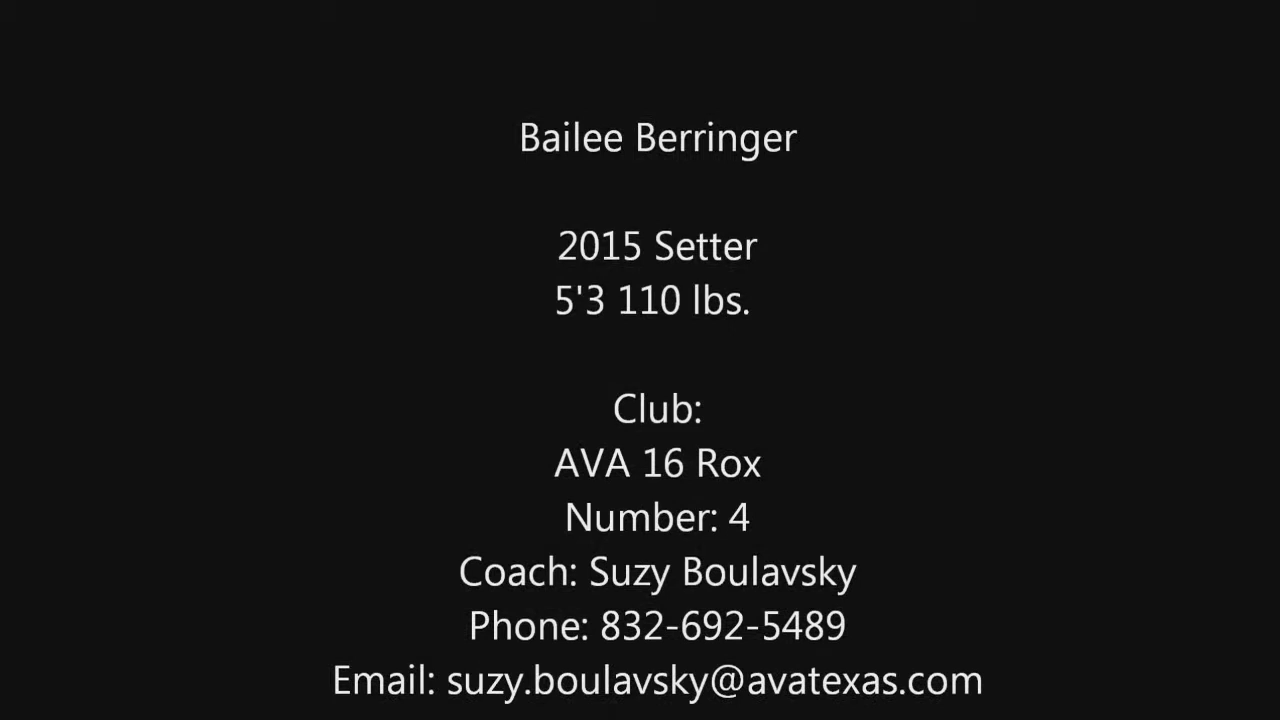 Bailee Berringer
2015 Setter
5'3 110 lbs.
Club:
AVA 16 Rox
Number: 4
Coach: Suzy Boulavsky
Phone: 832-692-5489
Email: suzy.boulavsky@avatexas.com